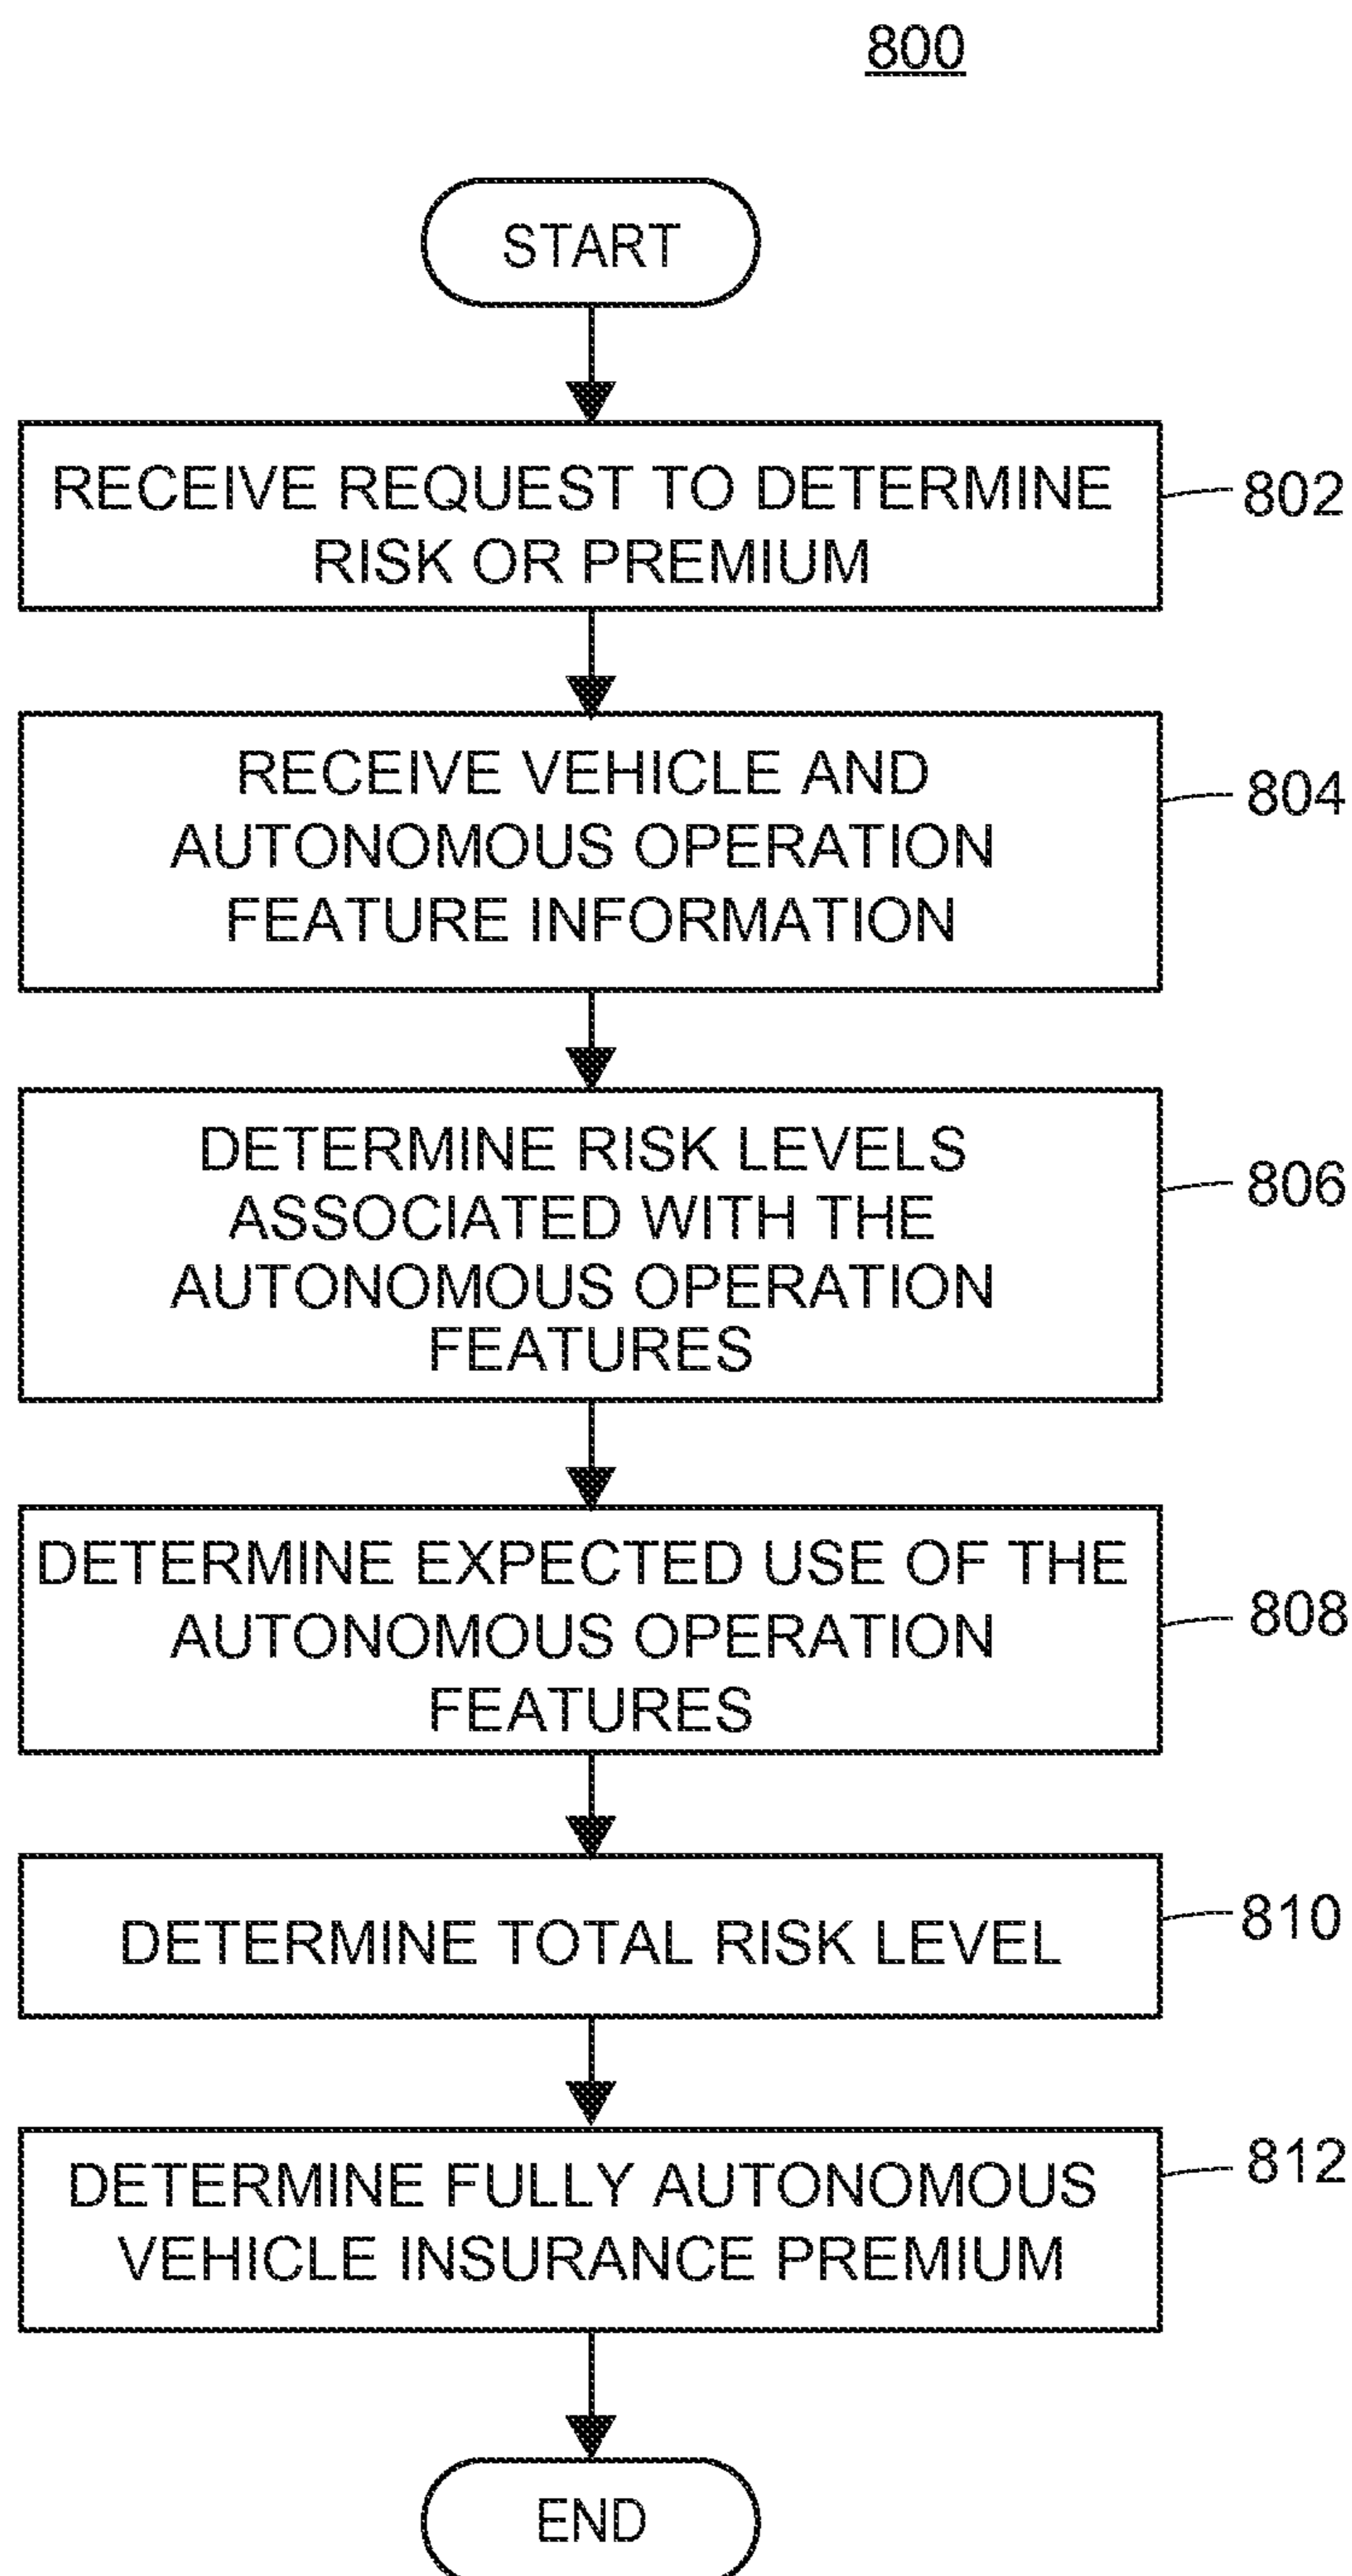 800
START
RECEIVE REQUEST TO DETERMINE
RISK OR PREMIUM
802
RECEIVE VEHICLE AND
AUTONOMOUS OPERATION
FEATURE INFORMATION
804
DETERMINE RISK LEVELS
ASSOCIATED WITH THE
AUTONOMOUS OPERATION
FEATURES
806
DETERMINE EXPECTED USE OF THE
AUTONOMOUS OPERATION
FEATURES
808
DETERMINE TOTAL RISK LEVEL
810
DETERMINE FULLY AUTONOMOUS
VEHICLE INSURANCE PREMIUM
812
END